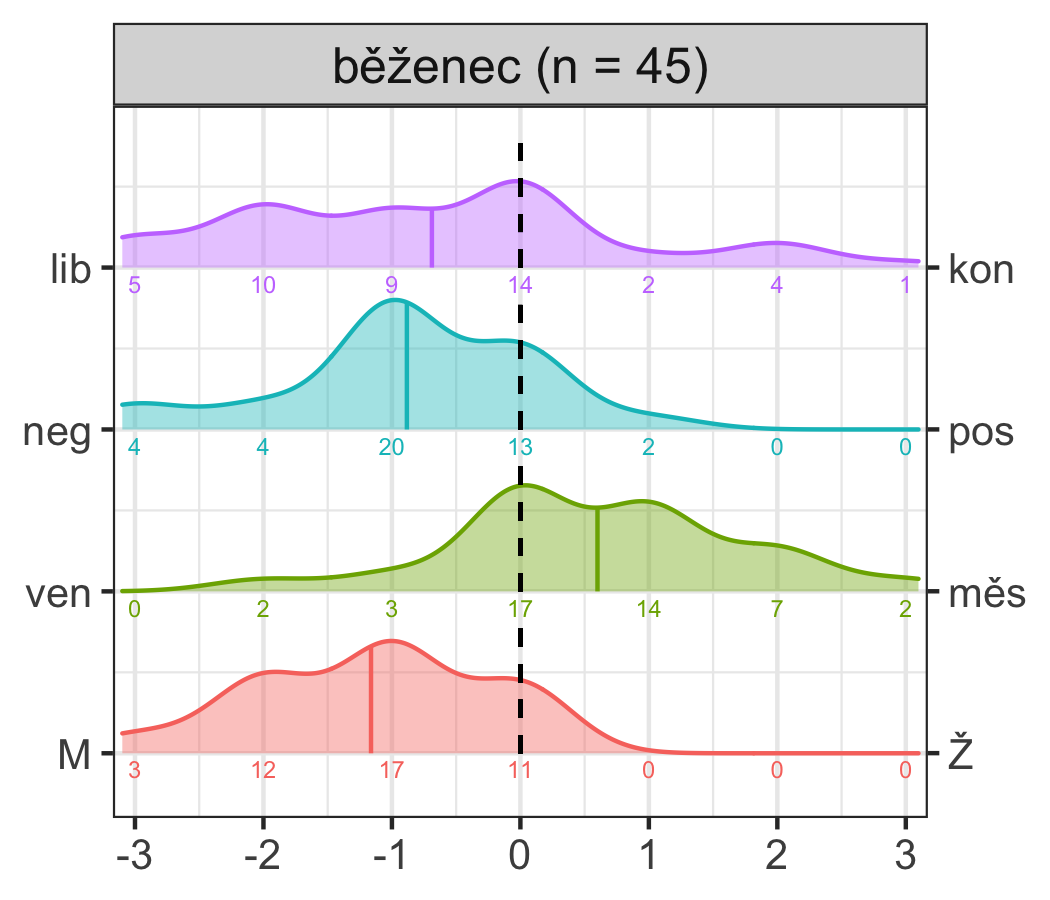 běženec (n = 45)
lib kon
5 10 9 14 2 4 1
neg pos
4 4 20 13 2 0 0
ven měs
0 2 3 17 14 7 2
M Ž
3 12 17 11 0 0 0
-3 -2 -1 0 1 2 3